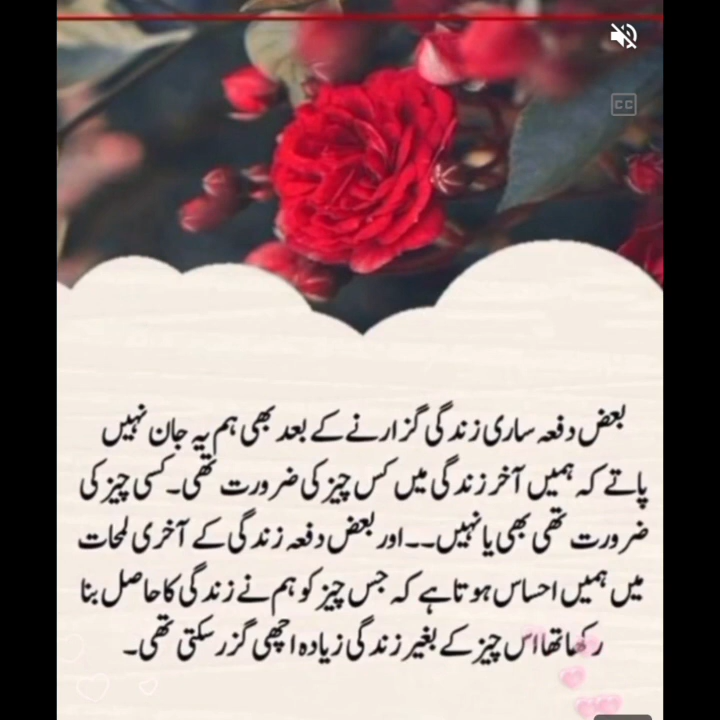 CC
بعض دفعہ ساری زندگی گزارنے کے بعد بھی ہم یہ جان نہیں
پاتے کہ ہمیں آخر زندگی میں کس چیز کی ضرورت تھی۔ کسی چیز کی
ضرورت تھی بھی یا نہیں۔۔اور بعض دفعہ زندگی کے آخری لمحات
میں ہمیں احساس ہوتا ہے کہ جس چیز کو ہم نے زندگی کا حاصل بنا
رکھا تھا اس چیز کے بغیر زندگی زیادہ اچھی گزر سکتی تھی۔